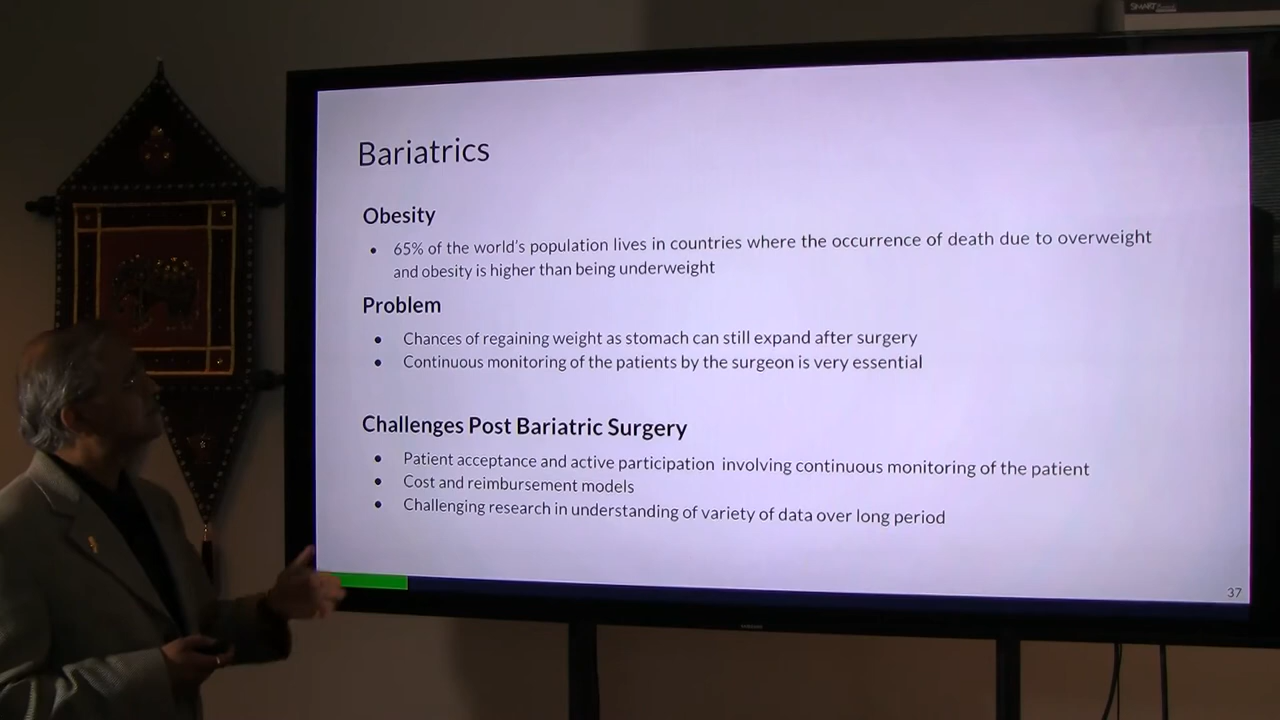 SMART
Bariatrics
Obesity
• 65% of the world's population lives in countries where the occurrence of death due to overweight
and obesity is higher than being underweight
Problem
• Chances of regaining weight as stomach can still expand after surgery
• Continuous monitoring of the patients by the surgeon is very essential
Challenges Post Bariatric Surgery
• Patient acceptance and active participation involving continuous monitoring of the patient
• Cost and reimbursement models
• Challenging research in understanding of variety of data over long period
37